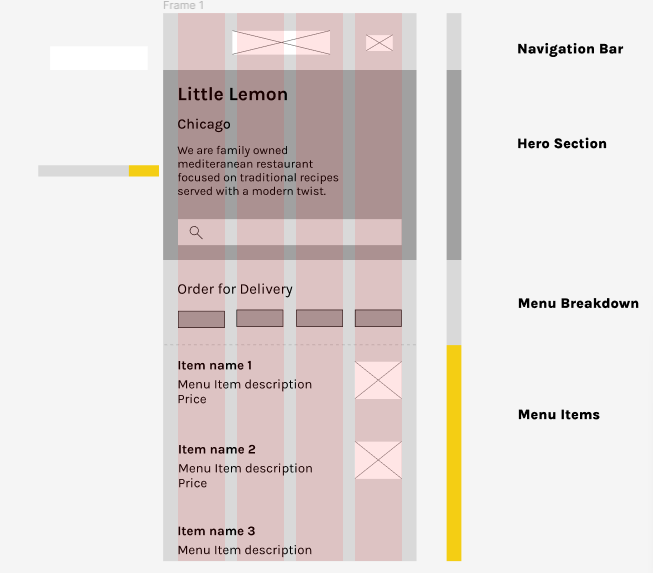 Frame 1
Navigation Bar
Little Lemon
Chicago
We are family owned
mediteranean restaurant
focused on traditional recipes
served with a modern twist.
Hero Section
Order for Delivery
Menu Breakdown
Item name 1
Menu Item description
Price
Menu Items
Item name 2
Menu Item description
Price
Item name 3
Menu Item description